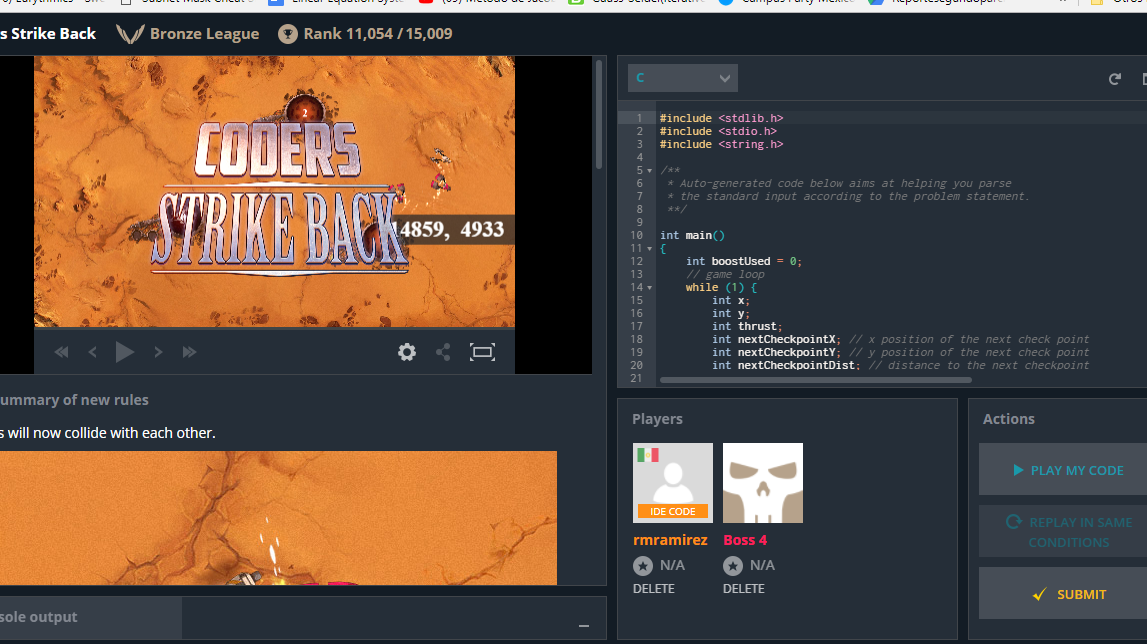 s Strike Back
Bronze League
Rank 11,054 / 15,009
2
CODERS
STRIKE BACK
14859, 4933
ummary of new rules
s will now collide with each other.
sole output
C
1 #include <stdlib.h>
2 #include <stdio.h>
3 #include <string.h>
4
5 /**
6 * Auto-generated code below aims at helping you parse
7 * the standard input according to the problem statement.
8 **/
9
10 int main()
11 {
12 int boostUsed = 0;
13 // game loop
14 while (1) {
15 int x;
16 int y;
17 int thrust;
18 int nextCheckpointX; // x position of the next check point
19 int nextCheckpointY; // y position of the next check point
20 int nextCheckpointDist; // distance to the next checkpoint
21
Players
IDE CODE
rmramirez
N/A
DELETE
Boss 4
N/A
DELETE
Actions
PLAY MY CODE
REPLAY IN SAME
CONDITIONS
SUBMIT